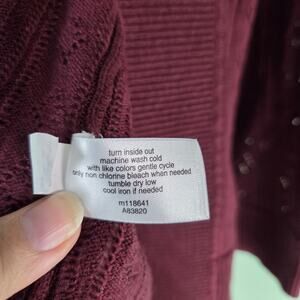 turn inside out
machine wash cold
with like colors gentle cycle
only non chlorine bleach when needed
tumble dry low
cool iron if needed
m118641
A83820